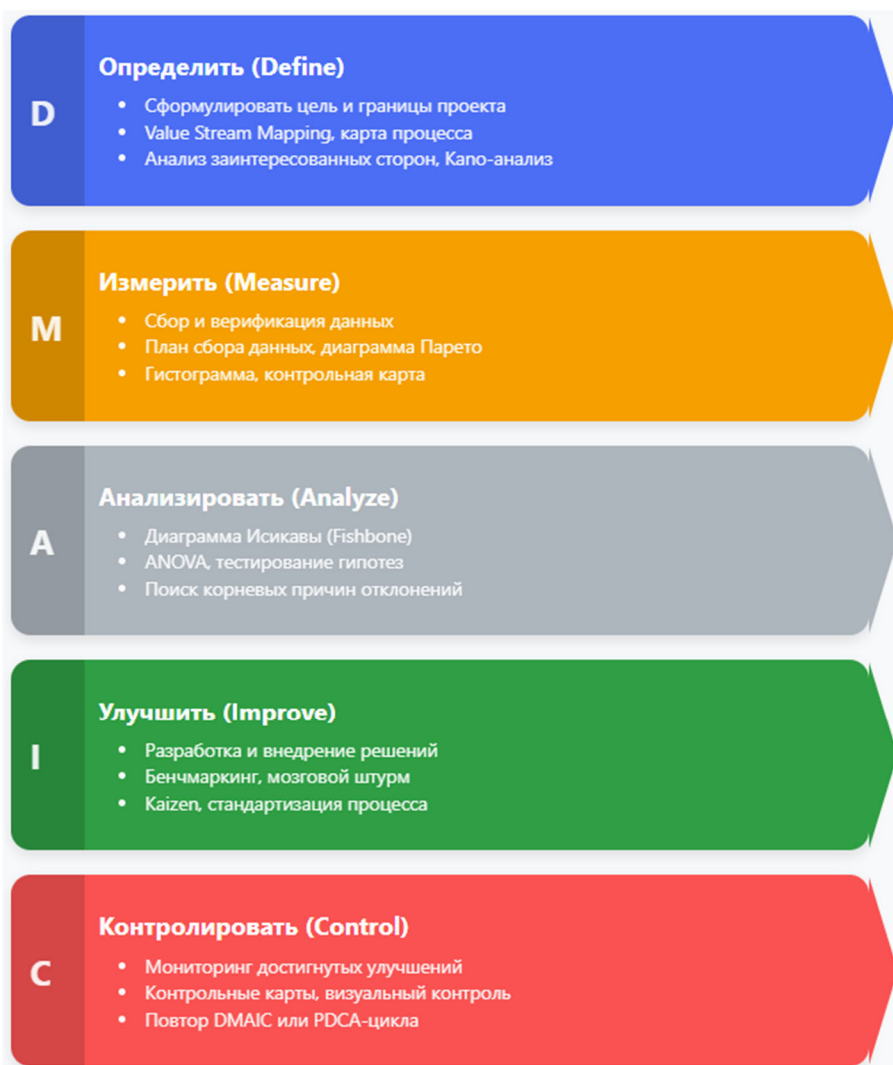 D
Определить (Define)
• Сформулировать цель и границы проекта
• Value Stream Mapping, карта процесса
• Анализ заинтересованных сторон, Kano-анализ
M
Измерить (Measure)
• Сбор и верификация данных
• План сбора данных, диаграмма Парето
• Гистограмма, контрольная карта
A
Анализировать (Analyze)
• Диаграмма Исикавы (Fishbone)
• ANOVA, тестирование гипотез
• Поиск корневых причин отклонений
I
Улучшить (Improve)
• Разработка и внедрение решений
• Бенчмаркинг, мозговой штурм
• Kaizen, стандартизация процесса
C
Контролировать (Control)
• Мониторинг достигнутых улучшений
• Контрольные карты, визуальный контроль
• Повтор DMAIC или PDCA-цикла